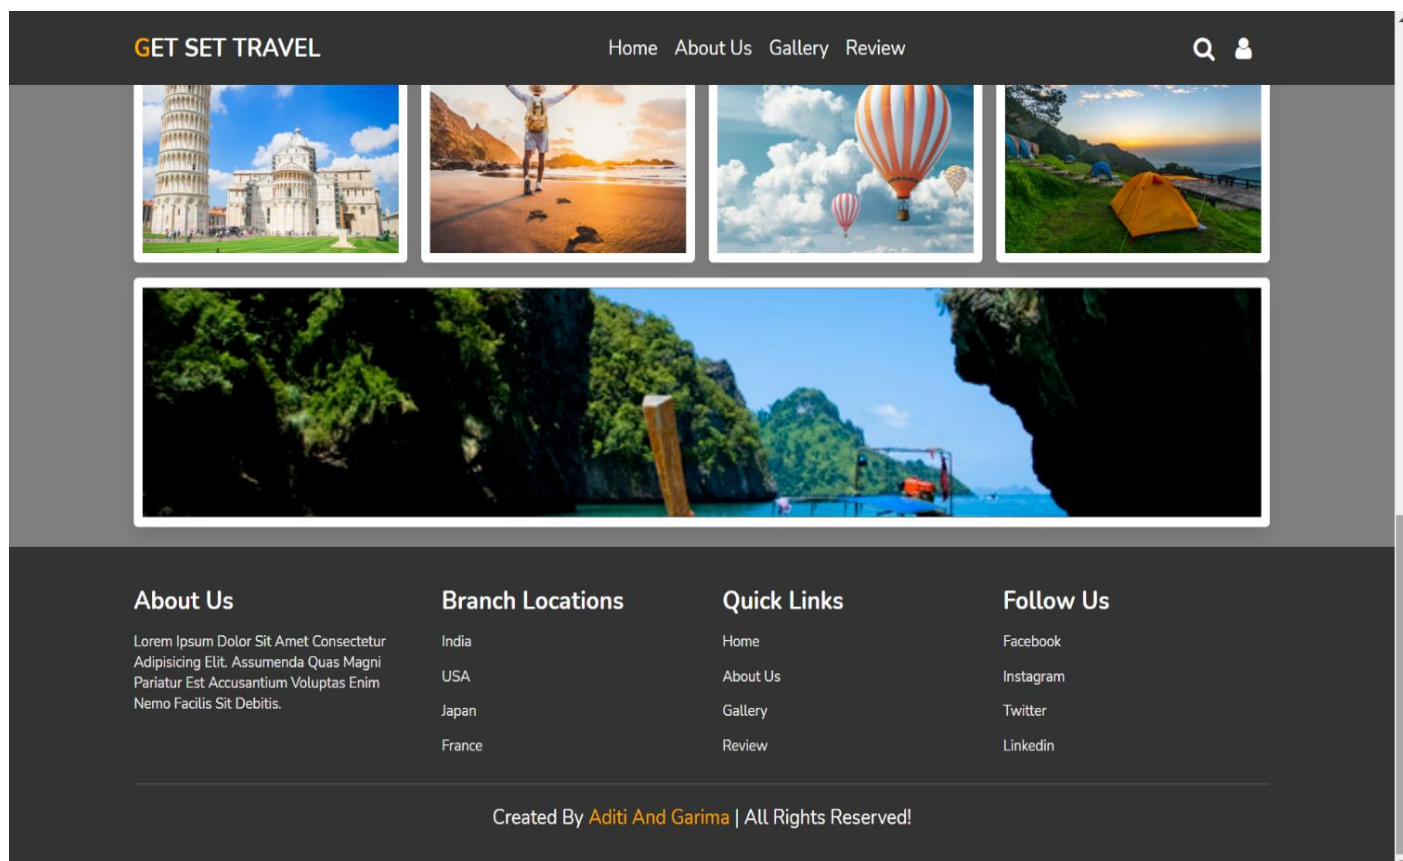 GET SET TRAVEL
Home About Us Gallery Review
About Us
Lorem Ipsum Dolor Sit Amet Consectetur
Adipisicing Elit. Assumenda Quas Magni
Pariatur Est Accusantium Voluptas Enim
Nemo Facilis Sit Debitis.
Branch Locations
India
USA
Japan
France
Quick Links
Home
About Us
Gallery
Review
Follow Us
Facebook
Instagram
Twitter
Linkedin
Created By Aditi And Garima | All Rights Reserved!